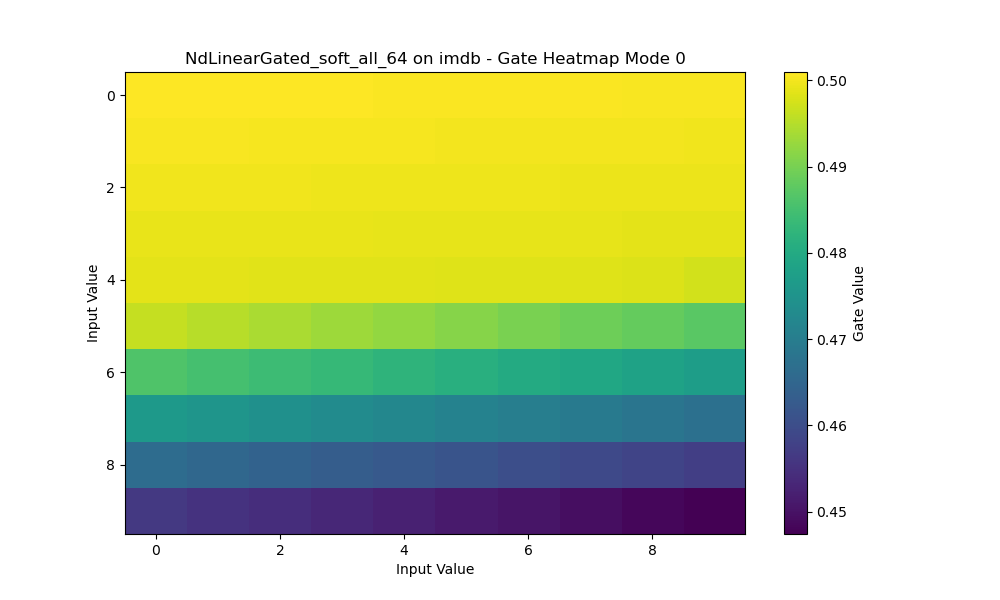 NdLinearGated_soft_all_64 on imdb - Gate Heatmap Mode 0
0
2
4
6
8
Input Value
0 2 4 6 8
Input Value
0.50
0.49
0.48
0.47
0.46
0.45
Gate Value